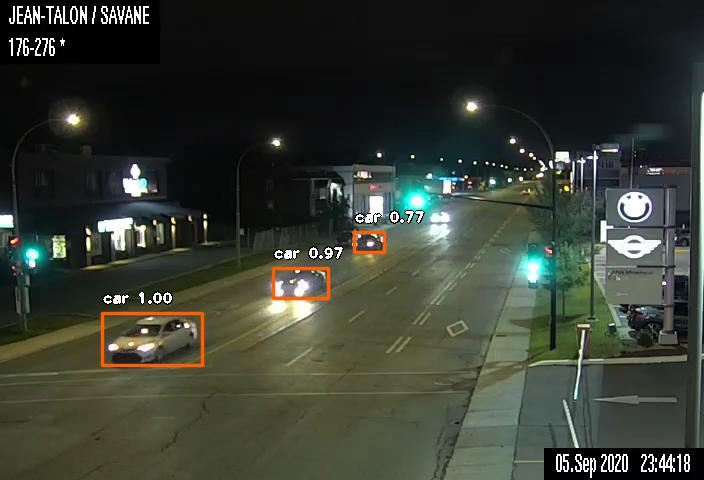 JEAN-TALON / SAVANE
176-276 *
car 0.77
car 0.97
car 1.00
05.Sep 2020 23:44:18